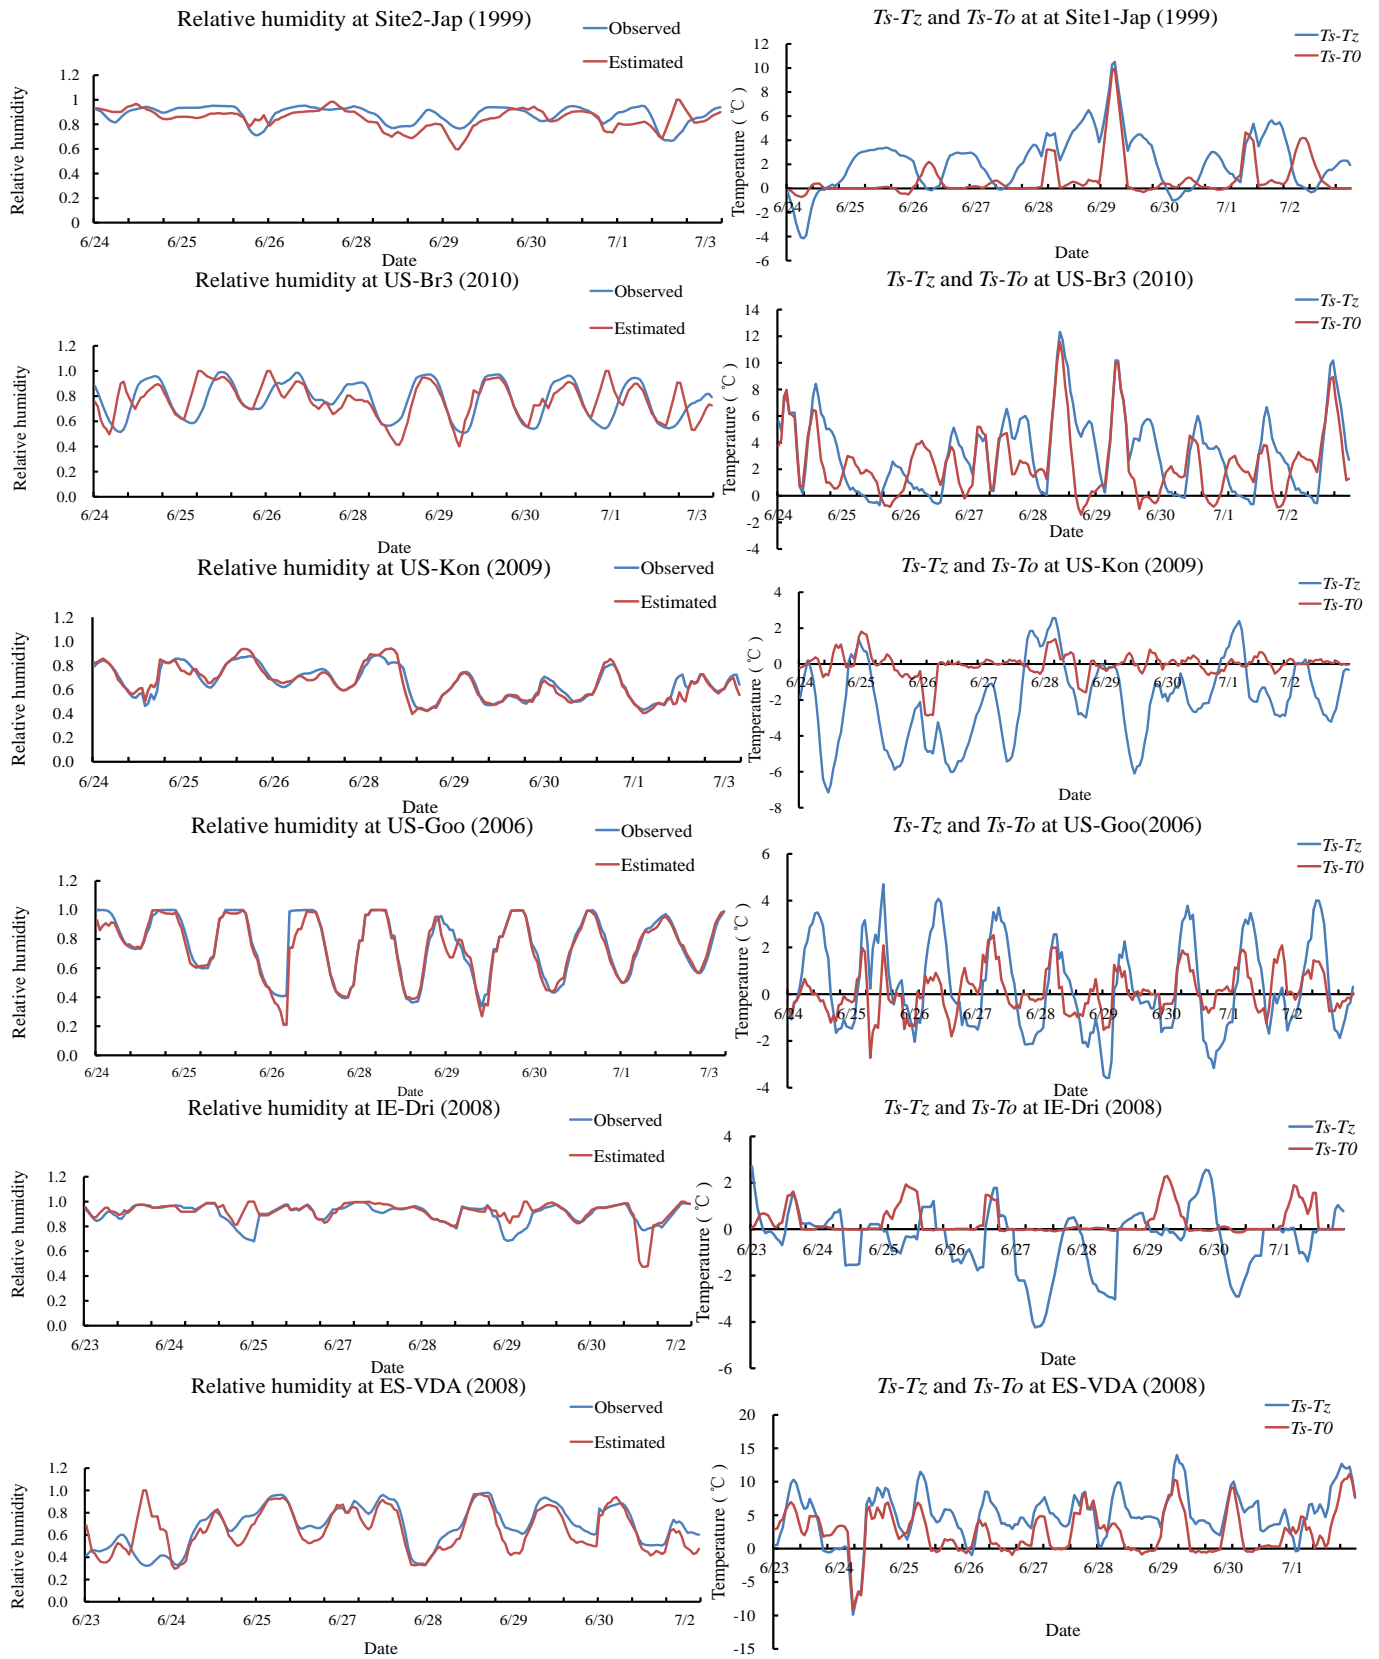 Relative humidity at Site2-Jap (1999)
Observed
Estimated
Relative humidity
1.2
1
0.8
0.6
0.4
0.2
0
6/24 6/25 6/26 6/28 6/29 6/30 7/1 7/3
Date
Ts-Tz and Ts-To at at Site1-Jap (1999)
Ts-Tz
Ts-T0
Temperature ( ℃ )
12
10
8
6
4
2
0
-2
-4
-6
6/24 6/25 6/26 6/27 6/28 6/29 6/30 7/1 7/2
Date
Relative humidity at US-Br3 (2010)
Observed
Estimated
Relative humidity
1.2
1.0
0.8
0.6
0.4
0.2
0.0
6/24 6/25 6/26 6/28 6/29 6/30 7/1 7/3
Date
Ts-Tz and Ts-To at US-Br3 (2010)
Ts-Tz
Ts-T0
Temperature ( ℃ )
14
12
10
8
6
4
2
0
-2
-4
6/24 6/25 6/26 6/27 6/28 6/29 6/30 7/1 7/2
Date
Relative humidity at US-Kon (2009)
Observed
Estimated
Relative humidity
1.2
1.0
0.8
0.6
0.4
0.2
0.0
6/24 6/25 6/26 6/28 6/29 6/30 7/1 7/3
Date
Ts-Tz and Ts-To at US-Kon (2009)
Ts-Tz
Ts-T0
Temperature ( ℃ )
4
2
0
-2
-4
-6
-8
6/24 6/25 6/26 6/27 6/28 6/29 6/30 7/1 7/2
Date
Relative humidity at US-Goo (2006)
Observed
Estimated
Relative humidity
1.2
1.0
0.8
0.6
0.4
0.2
0.0
6/24 6/25 6/26 6/28 6/29 6/30 7/1 7/3
Date
Ts-Tz and Ts-To at US-Goo(2006)
Ts-Tz
Ts-T0
Temperature ( ℃ )
6
4
2
0
-2
-4
6/24 6/25 6/26 6/27 6/28 6/29 6/30 7/1 7/2
Date
Relative humidity at IE-Dri (2008)
Observed
Estimated
Relative humidity
1.2
1.0
0.8
0.6
0.4
0.2
0.0
6/23 6/24 6/25 6/27 6/28 6/29 6/30 7/2
Date
Ts-Tz and Ts-To at IE-Dri (2008)
Ts-Tz
Ts-T0
Temperature ( ℃ )
4
2
0
-2
-4
-6
6/23 6/24 6/25 6/26 6/27 6/28 6/29 6/30 7/1
Date
Relative humidity at ES-VDA (2008)
Observed
Estimated
Relative humidity
1.2
1.0
0.8
0.6
0.4
0.2
0.0
6/23 6/24 6/25 6/27 6/28 6/29 6/30 7/2
Date
Ts-Tz and Ts-To at ES-VDA (2008)
Ts-Tz
Ts-T0
Temperature ( ℃ )
20
15
10
5
0
-5
-10
-15
6/23 6/24 6/25 6/26 6/27 6/28 6/29 6/30 7/1
Date